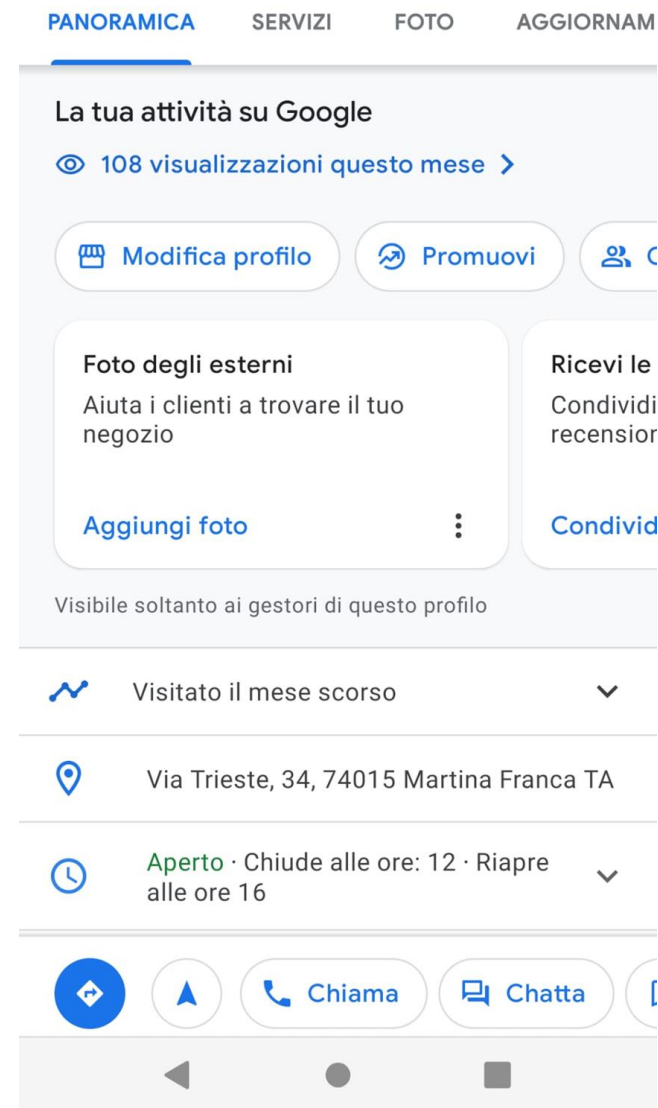 PANORAMICA SERVIZI FOTO AGGIORNAM
La tua attività su Google
108 visualizzazioni questo mese
Modifica profilo Promuovi
Foto degli esterni
Aiuta i clienti a trovare il tuo
negozio
Aggiungi foto
Ricevi le
Condividi
recension
Condivid
Visibile soltanto ai gestori di questo profilo
Visitato il mese scorso
Via Trieste, 34, 74015 Martina Franca TA
Aperto · Chiude alle ore: 12 · Riapre
alle ore 16
Chiama Chatta